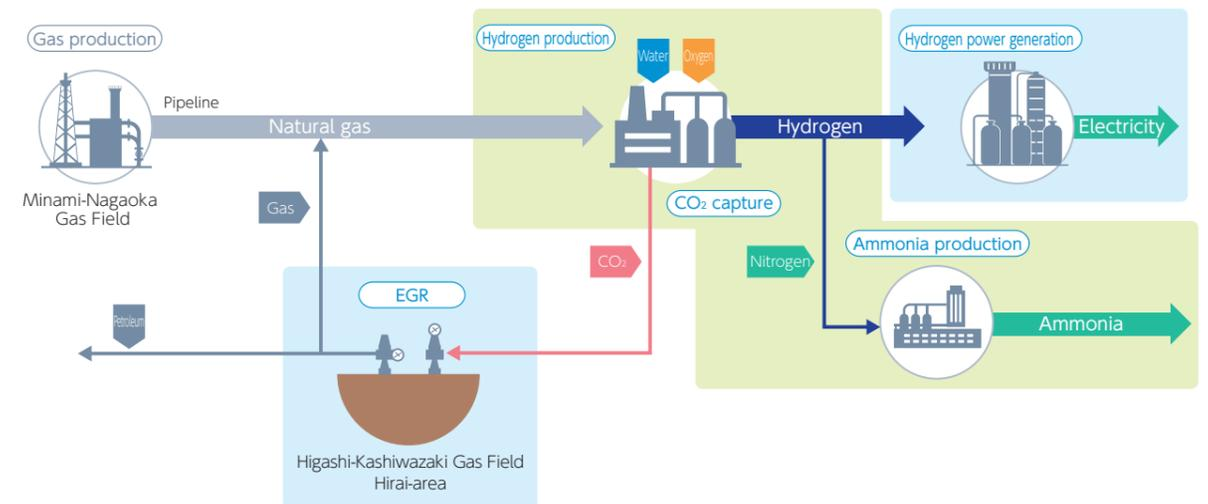 Gas production
Hydrogen production
Water
Oxygen
Hydrogen power generation
Pipeline
Natural gas
Hydrogen
Electricity
Minami-Nagaoka
Gas Field
Gas
CO₂ capture
CO₂
Nitrogen
Ammonia production
EGR
Petroleum
Ammonia
Higashi-Kashiwazaki Gas Field
Hirai-area